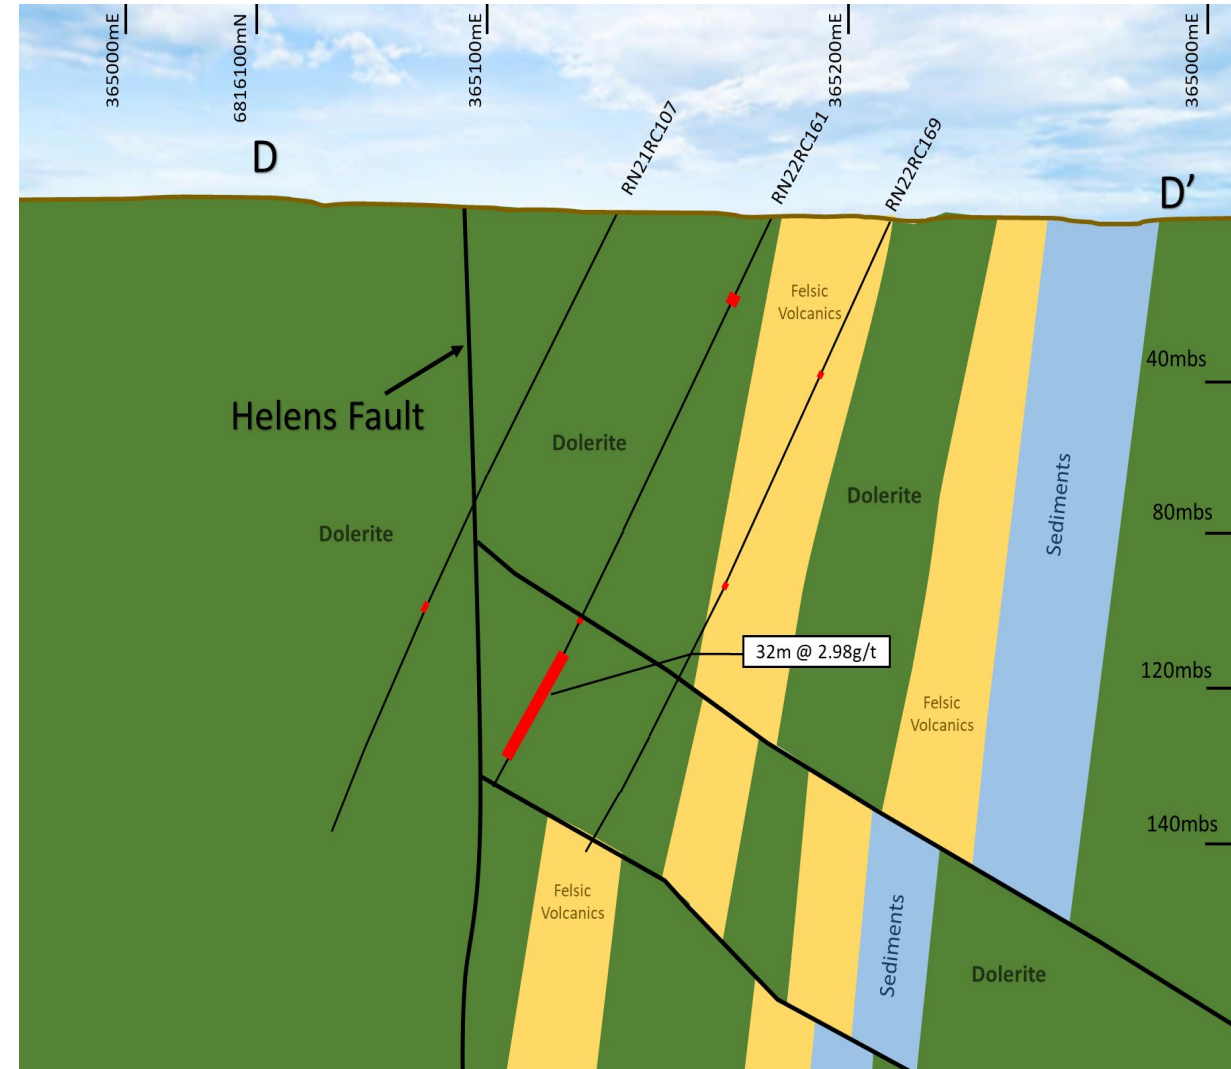 365000mE
6816100mN
365100mE
365200mE
365000mE
D
RN21RC107
RN22RC161
RN22RC169
D’
Felsic
Volcanics
40mbs
Helens Fault
Dolerite
Dolerite
Dolerite
Sediments
80mbs
32m @ 2.98g/t
120mbs
Felsic
Volcanics
140mbs
Felsic
Volcanics
Sediments
Dolerite